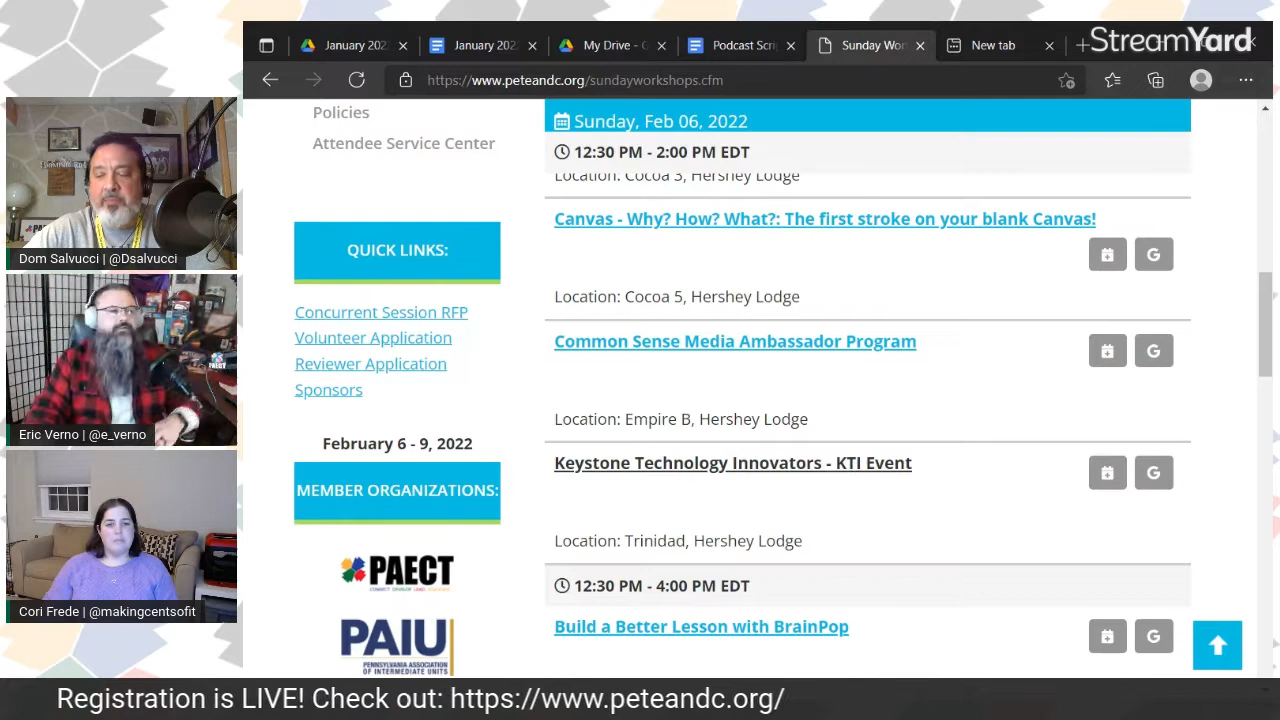 January 202
January 202
My Drive - G
Podcast Scri
Sunday Wor
New tab
StreamYard
https://www.peteandc.org/sundayworkshops.cfm
Policies
Attendee Service Center
QUICK LINKS:
Concurrent Session RFP
Volunteer Application
Reviewer Application
Sponsors
February 6 - 9, 2022
MEMBER ORGANIZATIONS:
PAECT
PAIU
PENNSYLVANIA ASSOCIATION
OF INTERMEDIATE UNITS
Sunday, Feb 06, 2022
12:30 PM - 2:00 PM EDT
Location: Cocoa 3, Hershey Lodge
Canvas - Why? How? What?: The first stroke on your blank Canvas!
G
Location: Cocoa 5, Hershey Lodge
Common Sense Media Ambassador Program
G
Location: Empire B, Hershey Lodge
Keystone Technology Innovators - KTI Event
G
Location: Trinidad, Hershey Lodge
12:30 PM - 4:00 PM EDT
Build a Better Lesson with BrainPop
G
Dom Salvucci | @Dsalvucci
PAECT
Eric Verno | @e_verno
Cori Frede | @makingcentsofit
Registration is LIVE! Check out: https://www.peteandc.org/